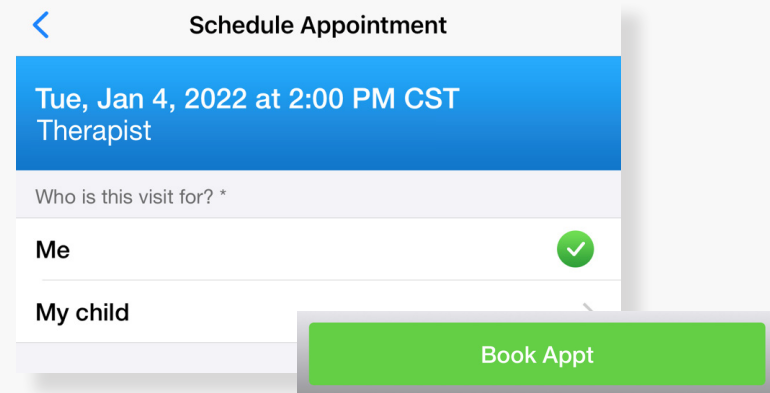 Schedule Appointment
Tue, Jan 4, 2022 at 2:00 PM CST
Therapist
Who is this visit for? *
Me
My child
Book Appt